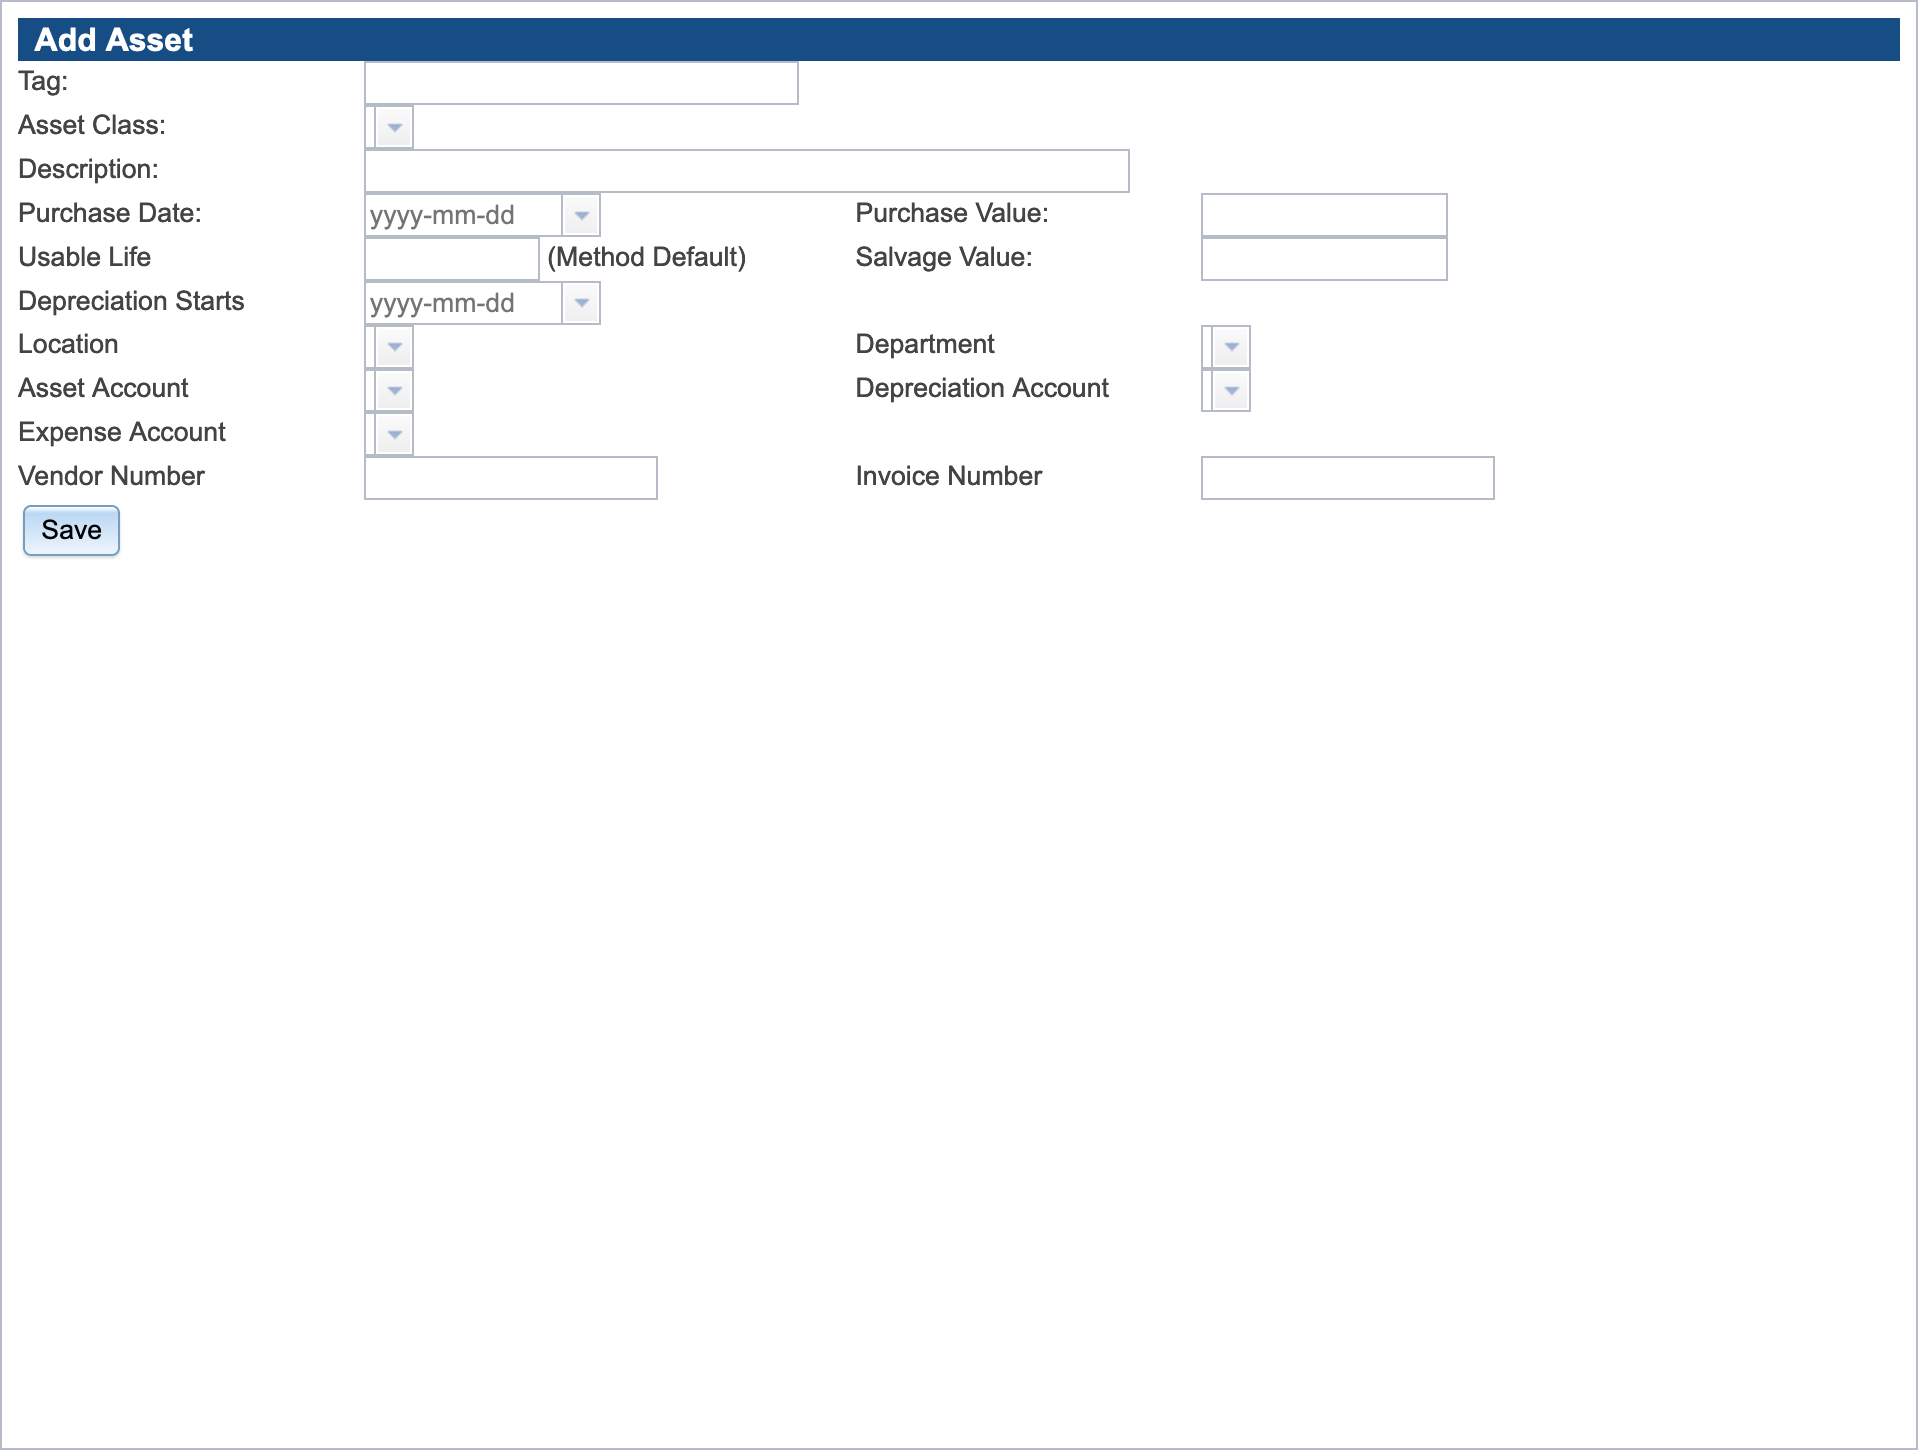 Add Asset
Tag:
Asset Class:
Description:
Purchase Date: yyyy-mm-dd Purchase Value:
Usable Life (Method Default) Salvage Value:
Depreciation Starts yyyy-mm-dd
Location Department
Asset Account Depreciation Account
Expense Account
Vendor Number Invoice Number
Save